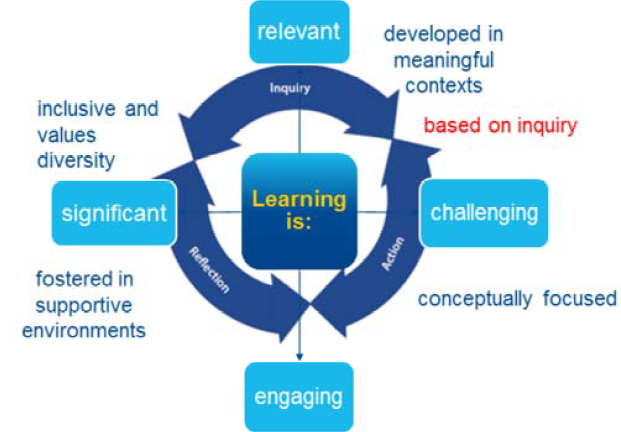 relevant
developed in
meaningful
contexts
Inquiry
inclusive and
values
diversity
based on inquiry
Learning
is:
significant
challenging
Reflection
Action
fostered in
supportive
environments
conceptually focused
engaging